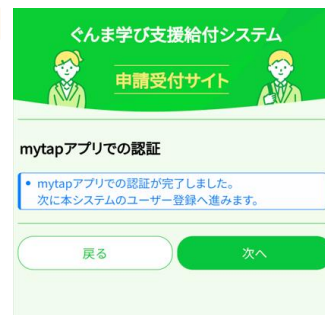 ぐんま学び支援給付システム
申請受付サイト
mytapアプリでの認証
• mytapアプリでの認証が完了しました。
次に本システムのユーザー登録へ進みます。
戻る
次へ